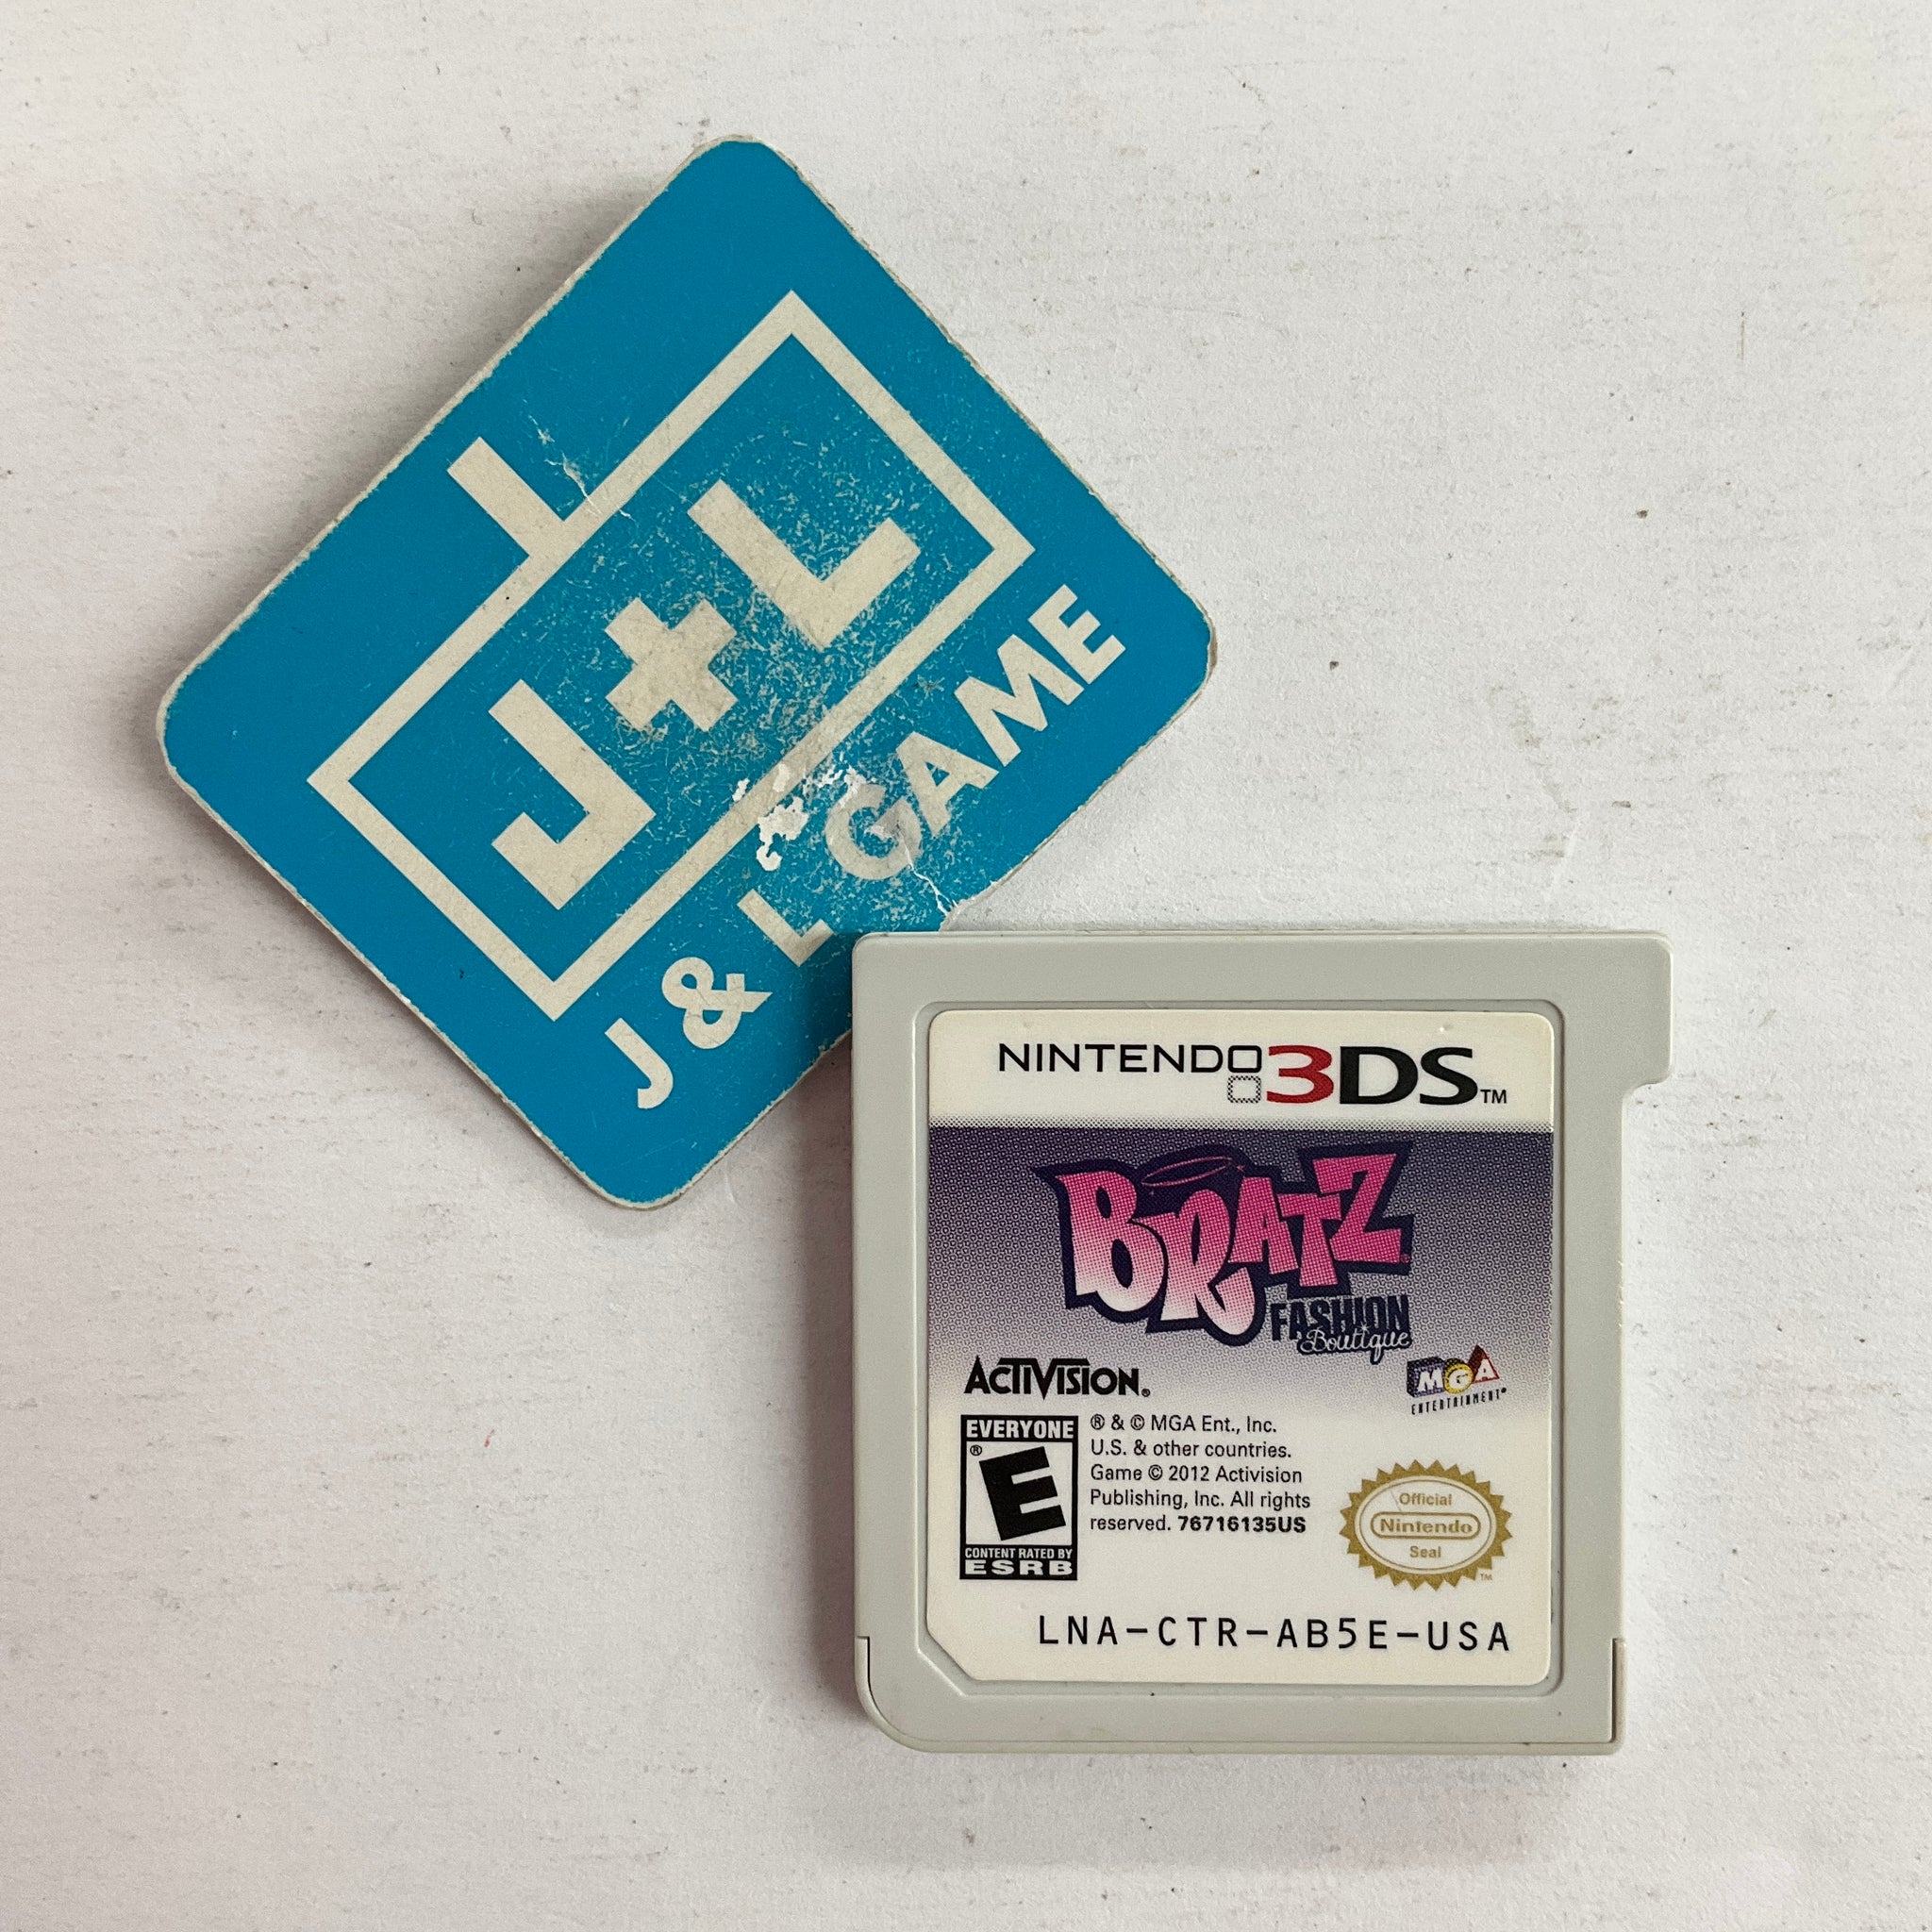 J+L
J & L GAME
NINTENDO 3DS™
BRATZ
FASHION
Boutique
ACTIVISION®
MGA
ENTERTAINMENT®
EVERYONE
E
®
CONTENT RATED BY
ESRB
® & © MGA Ent., Inc.
U.S. & other countries.
Game © 2012 Activision
Publishing, Inc. All rights
reserved. 76716135US
Official
Nintendo
Seal
™
LNA-CTR-AB5E-USA